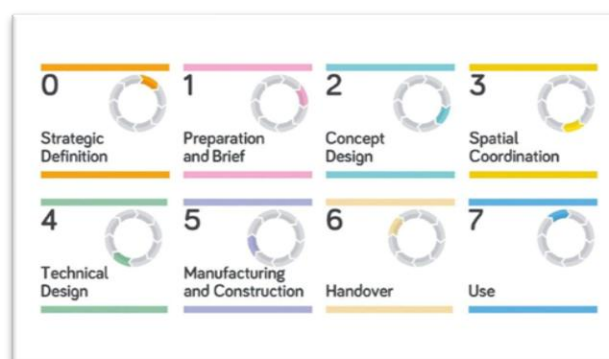 0
Strategic
Definition
1
Preparation
and Brief
2
Concept
Design
3
Spatial
Coordination
4
Technical
Design
5
Manufacturing
and Construction
6
Handover
7
Use